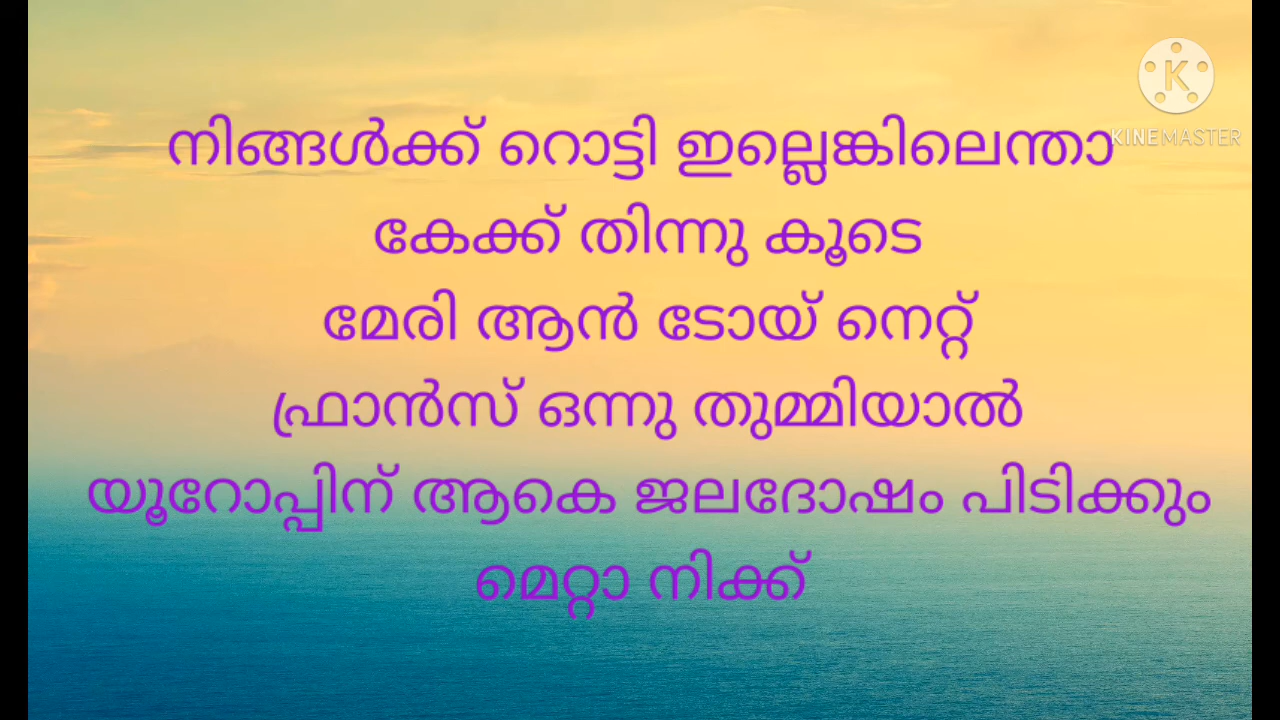 നിങ്ങൾക്ക് റൊട്ടി ഇല്ലെങ്കിലെന്താ
കേക്ക് തിന്നു കൂടെ
മേരി ആൻ ടോയ് നെറ്റ്
ഫ്രാൻസ് ഒന്നു തുമ്മിയാൽ
യൂറോപ്പിന് ആകെ ജലദോഷം പിടിക്കും
മെറ്റാ നിക്ക്
K
KINEMASTER